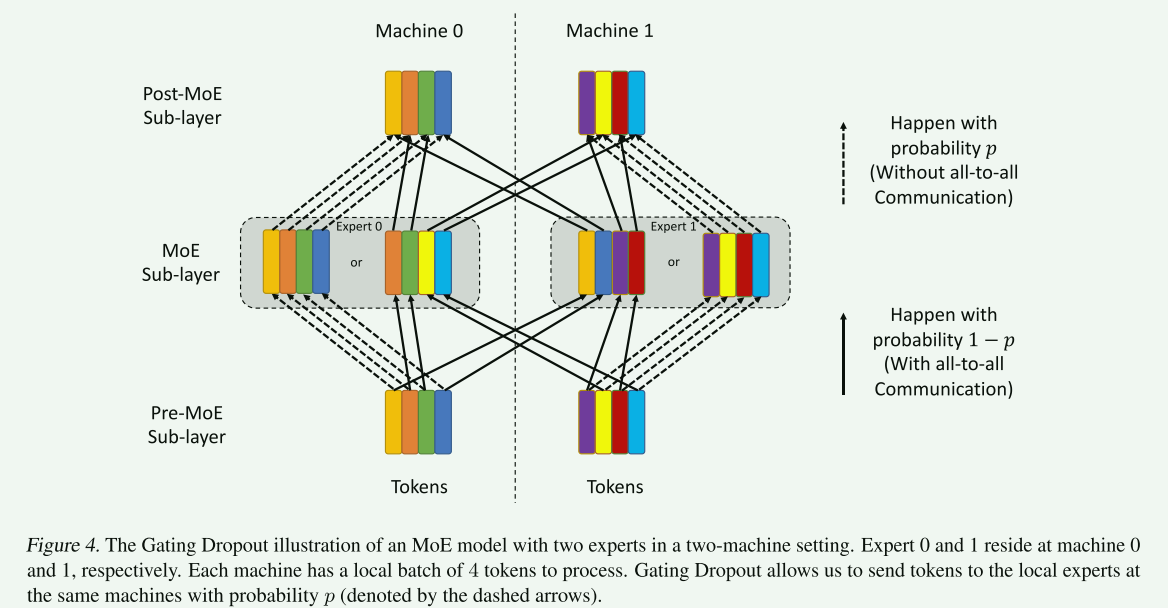 Machine 0
Machine 1
Post-MoE
Sub-layer
Happen with
probability p
(Without all-to-all
Communication)
Expert 0
Expert 1
MoE
Sub-layer
or
or
Happen with
probability 1 − p
(With all-to-all
Communication)
Pre-MoE
Sub-layer
Tokens
Tokens
Figure 4. The Gating Dropout illustration of an MoE model with two experts in a two-machine setting. Expert 0 and 1 reside at machine 0
and 1, respectively. Each machine has a local batch of 4 tokens to process. Gating Dropout allows us to send tokens to the local experts at
the same machines with probability p (denoted by the dashed arrows).